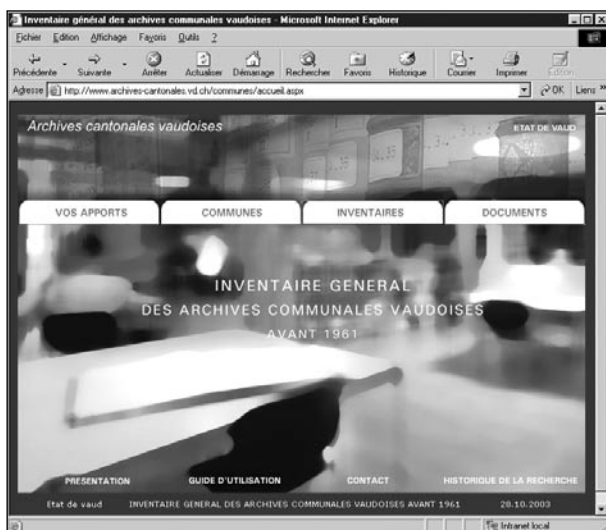 Inventaire général des archives communales vaudoises - Microsoft Internet Explorer
Fichier Edition Affichage Favoris Outils ?
Précédente Suivante Arrêter Actualiser Démarrage Rechercher Favoris Historique Courrier Imprimer Edition
Adresse http://www.archives-cantonales.vd.ch/communes/accueil.aspx OK Liens »
Archives cantonales vaudoises ETAT DE VAUD
VOS APPORTS COMMUNES INVENTAIRES DOCUMENTS
INVENTAIRE GENERAL
DES ARCHIVES COMMUNALES VAUDOISES
AVANT 1961
PRESENTATION GUIDE D'UTILISATION CONTACT HISTORIQUE DE LA RECHERCHE
Etat de vaud INVENTAIRE GENERAL DES ARCHIVES COMMUNALES VAUDOISES AVANT 1961 28.10.2003
Intranet local